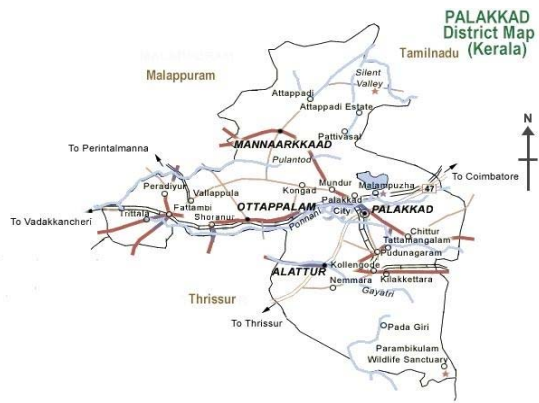 PALAKKAD
District Map
(Kerala)
Tamilnadu
Malappuram
Silent
Valley
Attappadi
Attappadi Estate
N
Pattivasal
MANNAARKKAAD
To Perintalmanna
Pulantod
To Coimbatore
Peradiyur
Vallappula
Kongad
Mundur
Malampuzha
47
Palakkad
City
PALAKKAD
Fattambi
OTTAPPALAM
Trittala
Shoranur
Ponnani
To Vadakkancheri
Chittur
Tattamangalam
Pudunagaram
ALATTUR
Kollengode
Nemmara
Kilakkettara
Gayatri
Thrissur
To Thrissur
Pada Giri
Parambikulam
Wildlife Sanctuary